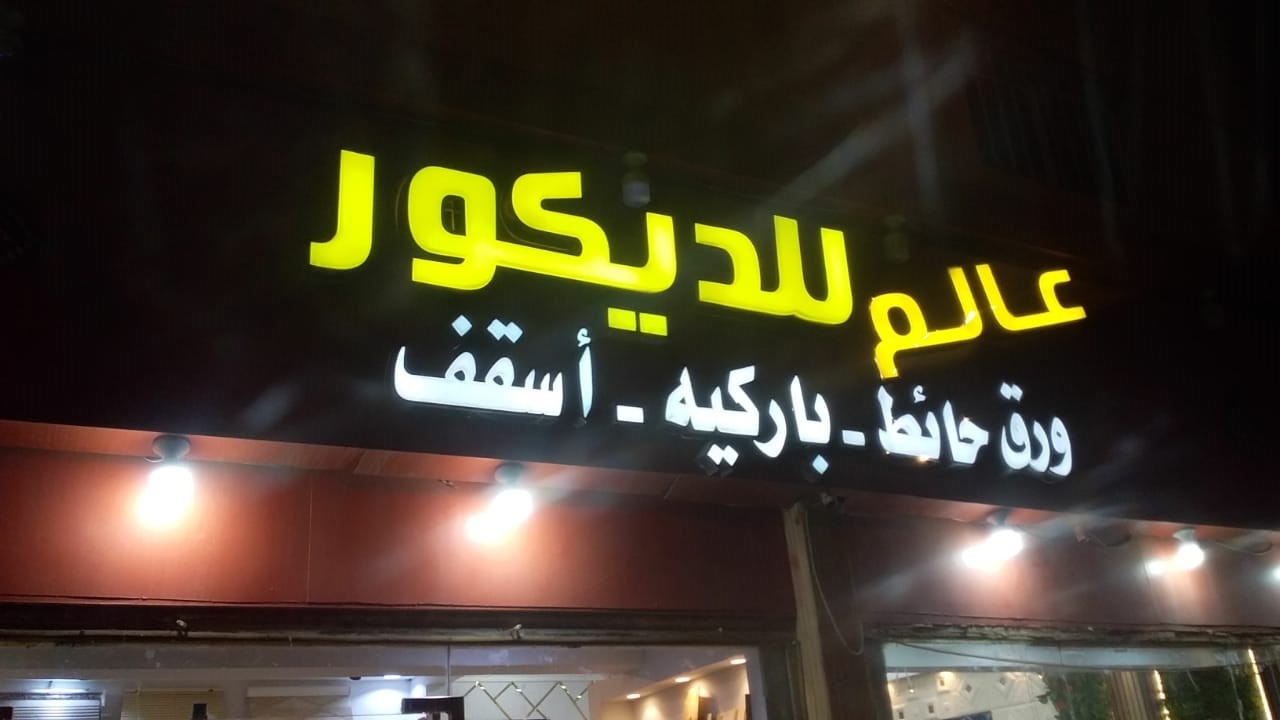 عالم للديكور
ورق حائط - باركيه - أسقف